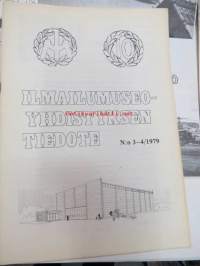 ILMAILUMUSEO-
YHDISTYKSEN
TIEDOTE
N:o 3-4/1979